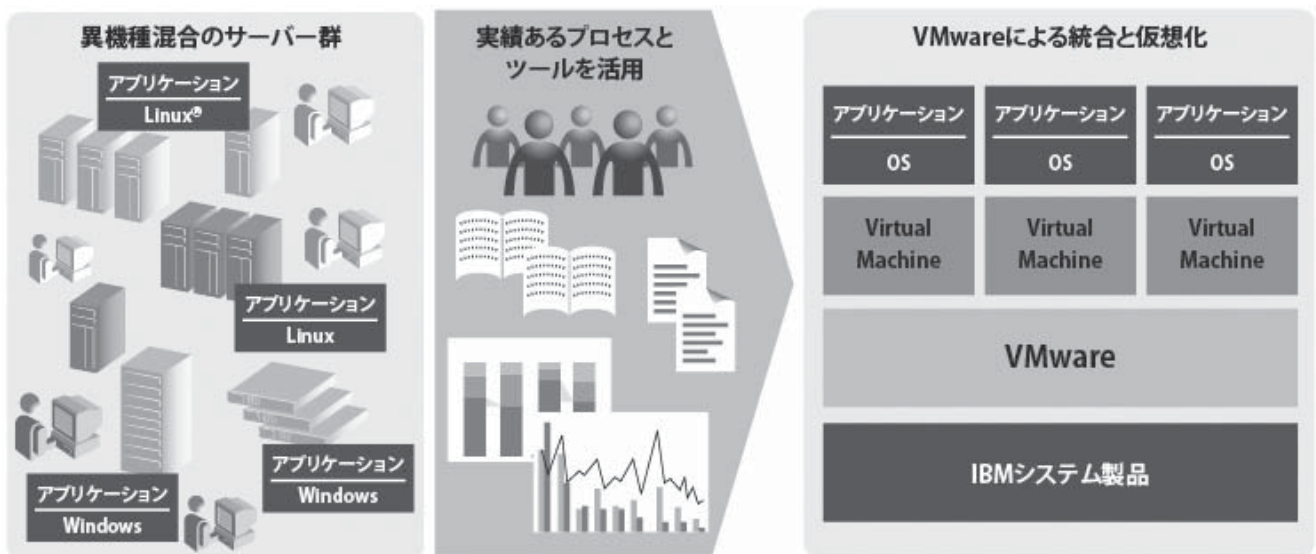 異機種混合のサーバー群
アプリケーション
Linux®
アプリケーション
Linux
アプリケーション
Windows
アプリケーション
Windows
実績あるプロセスと
ツールを活用
VMwareによる統合と仮想化
アプリケーション
OS
アプリケーション
OS
アプリケーション
OS
Virtual
Machine
Virtual
Machine
Virtual
Machine
VMware
IBMシステム製品